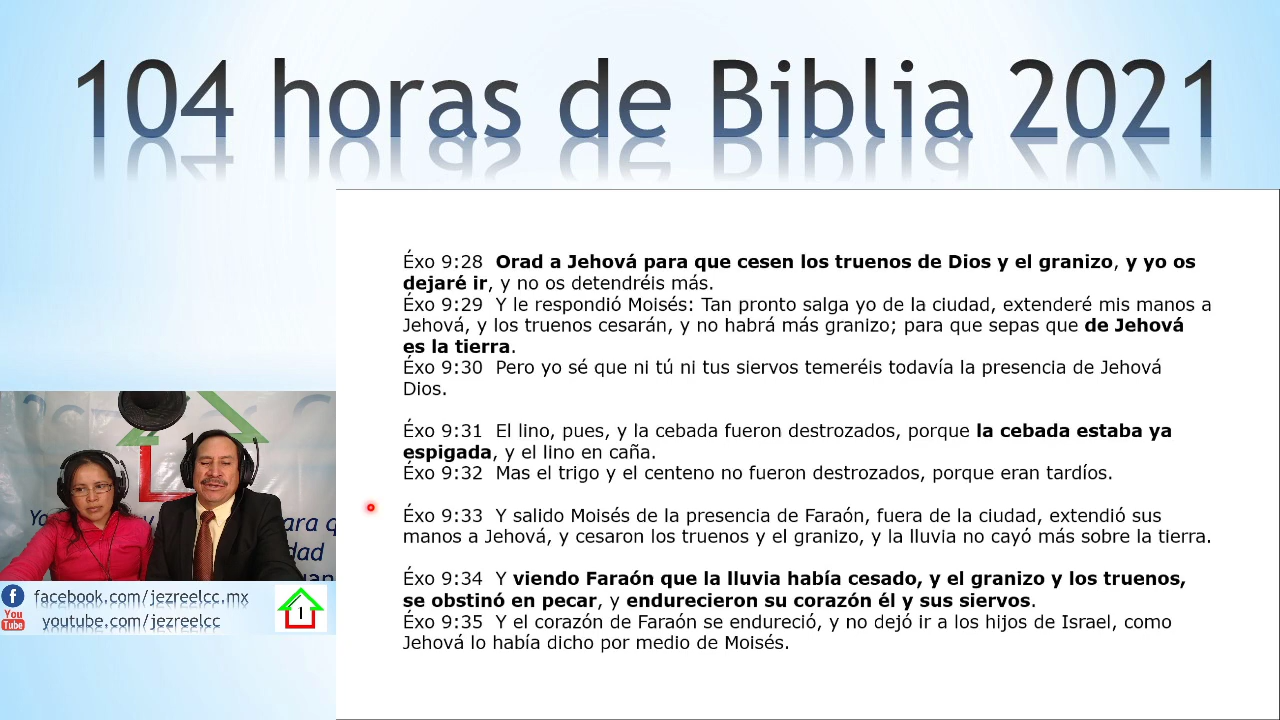 104 horas de Biblia 2021
Éxo 9:28  Orad a Jehová para que cesen los truenos de Dios y el granizo, y yo os
dejaré ir, y no os detendréis más.
Éxo 9:29  Y le respondió Moisés: Tan pronto salga yo de la ciudad, extenderé mis manos a
Jehová, y los truenos cesarán, y no habrá más granizo; para que sepas que de Jehová
es la tierra.
Éxo 9:30  Pero yo sé que ni tú ni tus siervos temeréis todavía la presencia de Jehová
Dios.
Éxo 9:31  El lino, pues, y la cebada fueron destrozados, porque la cebada estaba ya
espigada, y el lino en caña.
Éxo 9:32  Mas el trigo y el centeno no fueron destrozados, porque eran tardíos.
Éxo 9:33  Y salido Moisés de la presencia de Faraón, fuera de la ciudad, extendió sus
manos a Jehová, y cesaron los truenos y el granizo, y la lluvia no cayó más sobre la tierra.
Éxo 9:34  Y viendo Faraón que la lluvia había cesado, y el granizo y los truenos,
se obstinó en pecar, y endurecieron su corazón él y sus siervos.
Éxo 9:35  Y el corazón de Faraón se endureció, y no dejó ir a los hijos de Israel, como
Jehová lo había dicho por medio de Moisés.
f facebook.com/jezreelcc.mx
You
Tube youtube.com/jezreelcc